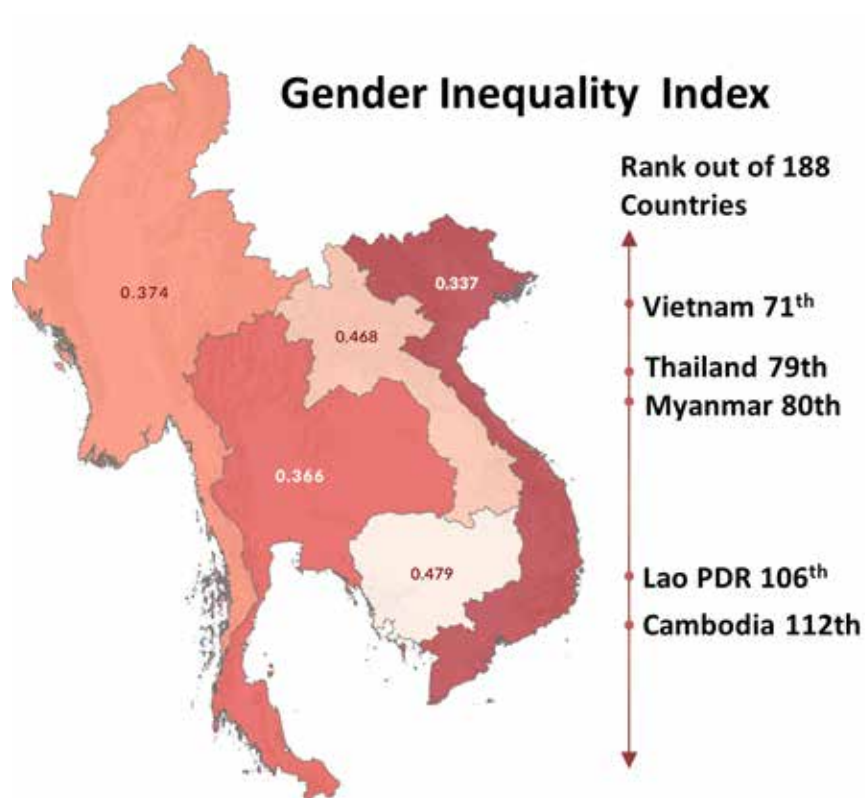 Gender Inequality Index
Rank out of 188
Countries
0.374
0.337
0.468
0.366
0.479
Vietnam 71th
Thailand 79th
Myanmar 80th
Lao PDR 106th
Cambodia 112th